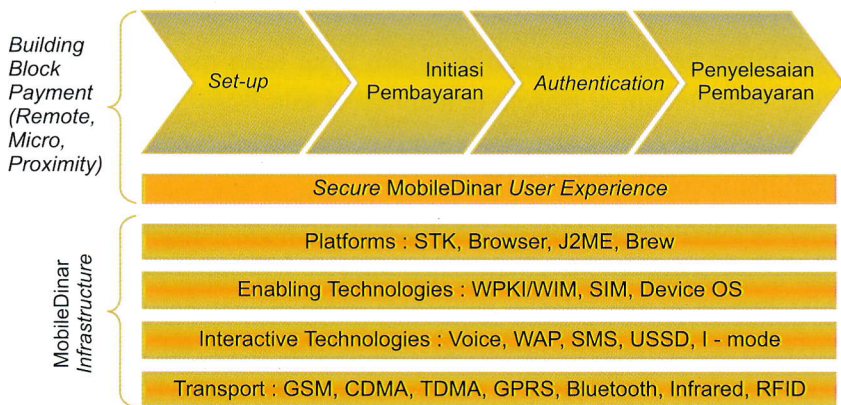 Building
Block
Payment
(Remote,
Micro,
Proximity)
Set-up
Initiasi
Pembayaran
Authentication
Penyelesaian
Pembayaran
Secure MobileDinar User Experience
MobileDinar
Infrastructure
Platforms : STK, Browser, J2ME, Brew
Enabling Technologies : WPKI/WIM, SIM, Device OS
Interactive Technologies : Voice, WAP, SMS, USSD, I - mode
Transport : GSM, CDMA, TDMA, GPRS, Bluetooth, Infrared, RFID